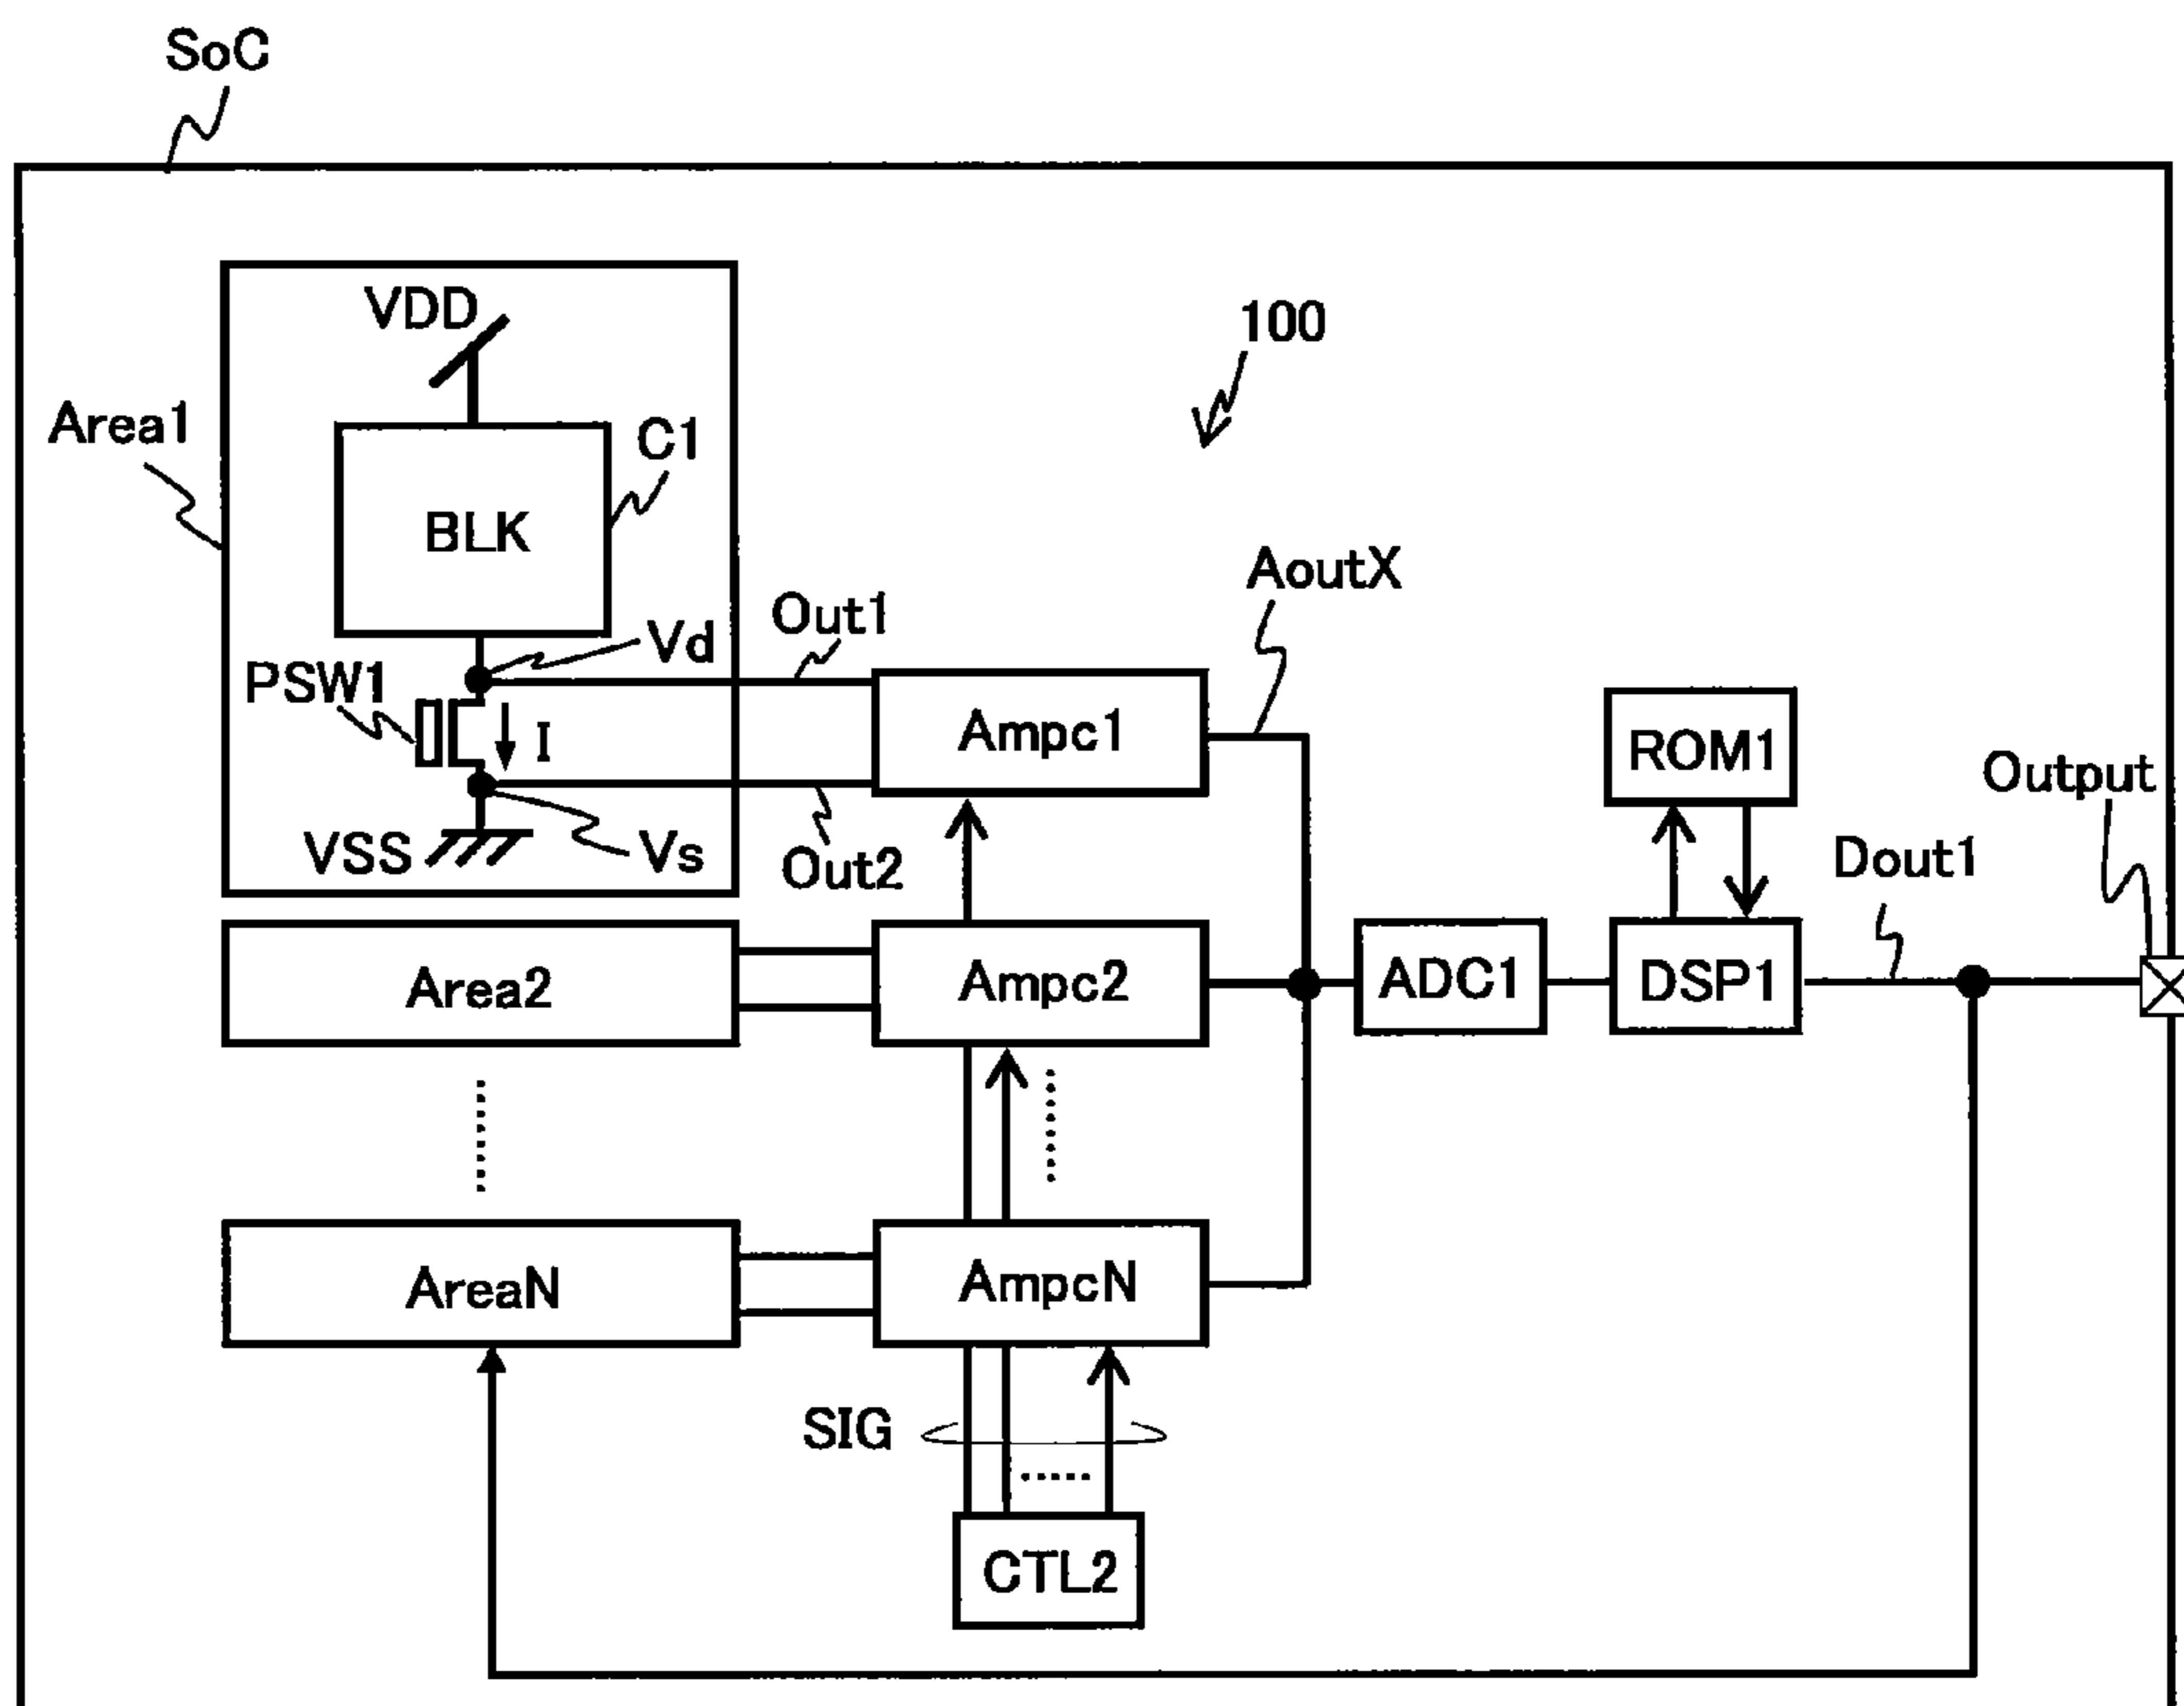 SoC
VDD
100
Area1
C1
BLK
AoutX
Out1
Vd
PSW1
I
Ampc1
ROM1
Output
VSS
Vs
Out2
Dout1
Area2
Ampc2
ADC1
DSP1
AreaN
AmpcN
SIG
CTL2